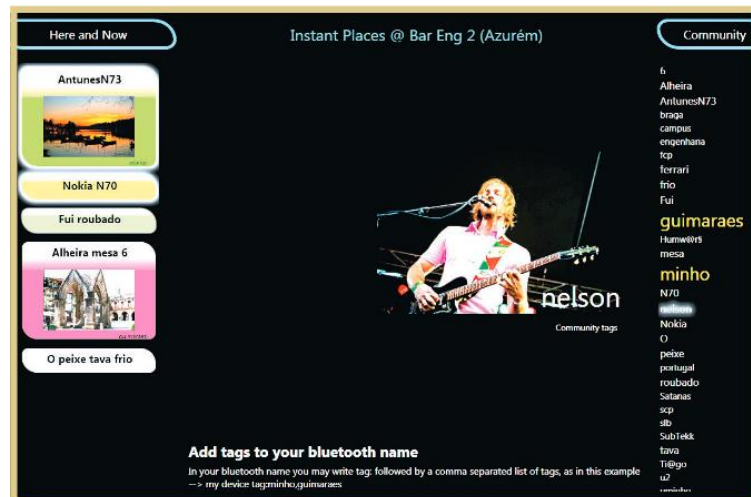 Here and Now
Instant Places @ Bar Eng 2 (Azurém)
Community
AntunesN73
Nokia N70
Fui roubado
Alheira mesa 6
O peixe tava frio
nelson
Community tags
Add tags to your bluetooth name
In your bluetooth name you may write tag: followed by a comma separated list of tags, as in this example
--> my device tag:minho,guimaraes
6
Alheira
AntunesN73
braga
campus
engenharia
fcp
ferrari
frio
Fui
guimaraes
mesa
minho
N70
nelson
Nokia
O
peixe
portugal
roubado
Satanas
scp
slb
SubTekk
tava
Ti@go
u2